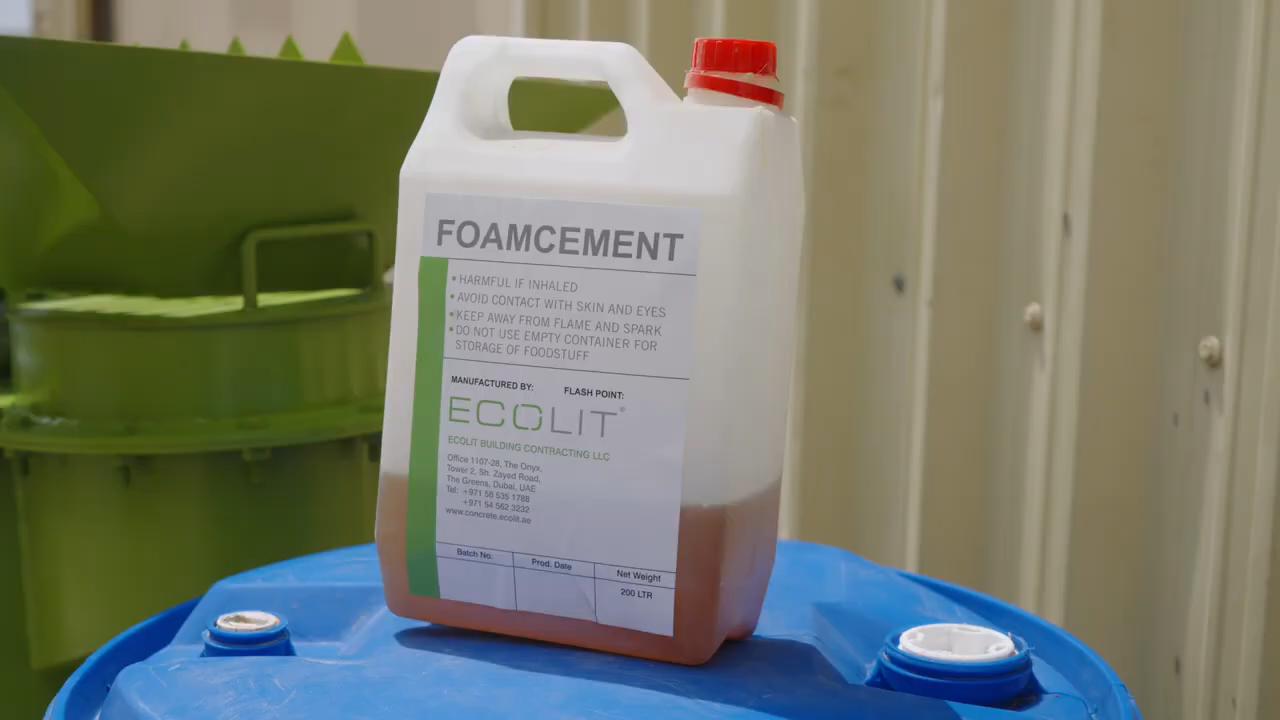 FOAMCEMENT
• HARMFUL IF INHALED
• AVOID CONTACT WITH SKIN AND EYES
• KEEP AWAY FROM FLAME AND SPARK
• DO NOT USE EMPTY CONTAINER FOR
STORAGE OF FOODSTUFF
MANUFACTURED BY: FLASH POINT:
ECOLIT®
ECOLIT BUILDING CONTRACTING LLC
Office 1107-28, The Onyx,
Tower 2, Sh. Zayed Road,
The Greens, Dubai, UAE
Tel: +971 58 535 1788
+971 54 562 3232
www.concrete.ecolit.ae
Batch No. Prod. Date Net Weight
200 LTR